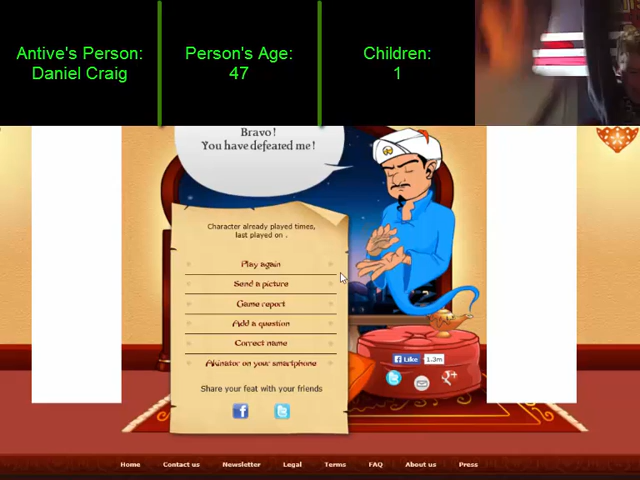 Antive's Person:
Daniel Craig
Person's Age:
47
Children:
1
Bravo !
You have defeated me !
Character already played times,
last played on .
Play again
Send a picture
Game report
Add a question
Correct name
Akinator on your smartphone
Like 1.3m
Share your feat with your friends
Home Contact us Newsletter Legal Terms FAQ About us Press